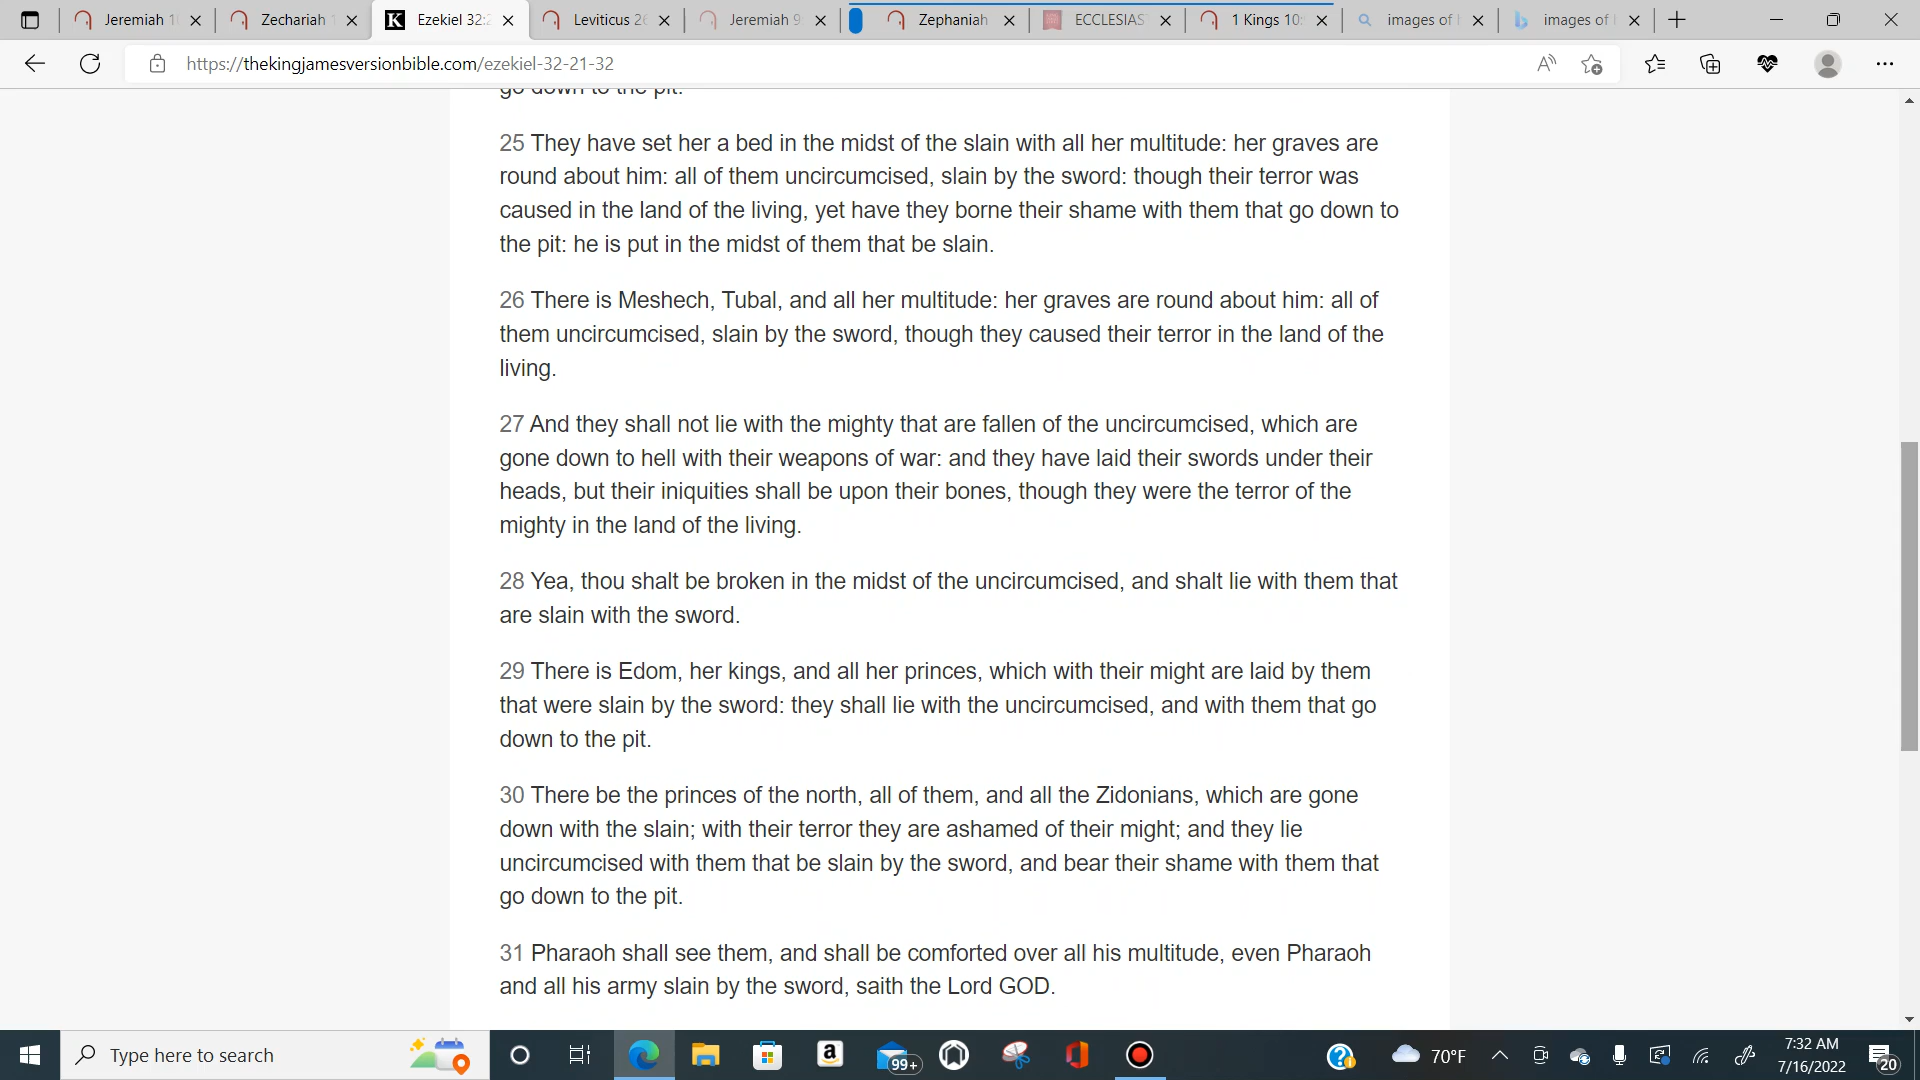 Jeremiah 1
Zechariah 1
Ezekiel 32:2
Leviticus 26
Jeremiah 9
Zephaniah
ECCLESIAST
1 Kings 10:
images of
images of
https://thekingjamesversionbible.com/ezekiel-32-21-32
go down to the pit.
25 They have set her a bed in the midst of the slain with all her multitude: her graves are
round about him: all of them uncircumcised, slain by the sword: though their terror was
caused in the land of the living, yet have they borne their shame with them that go down to
the pit: he is put in the midst of them that be slain.
26 There is Meshech, Tubal, and all her multitude: her graves are round about him: all of
them uncircumcised, slain by the sword, though they caused their terror in the land of the
living.
27 And they shall not lie with the mighty that are fallen of the uncircumcised, which are
gone down to hell with their weapons of war: and they have laid their swords under their
heads, but their iniquities shall be upon their bones, though they were the terror of the
mighty in the land of the living.
28 Yea, thou shalt be broken in the midst of the uncircumcised, and shalt lie with them that
are slain with the sword.
29 There is Edom, her kings, and all her princes, which with their might are laid by them
that were slain by the sword: they shall lie with the uncircumcised, and with them that go
down to the pit.
30 There be the princes of the north, all of them, and all the Zidonians, which are gone
down with the slain; with their terror they are ashamed of their might; and they lie
uncircumcised with them that be slain by the sword, and bear their shame with them that
go down to the pit.
31 Pharaoh shall see them, and shall be comforted over all his multitude, even Pharaoh
and all his army slain by the sword, saith the Lord GOD.
Type here to search
99+
70°F
7:32 AM
7/16/2022
20